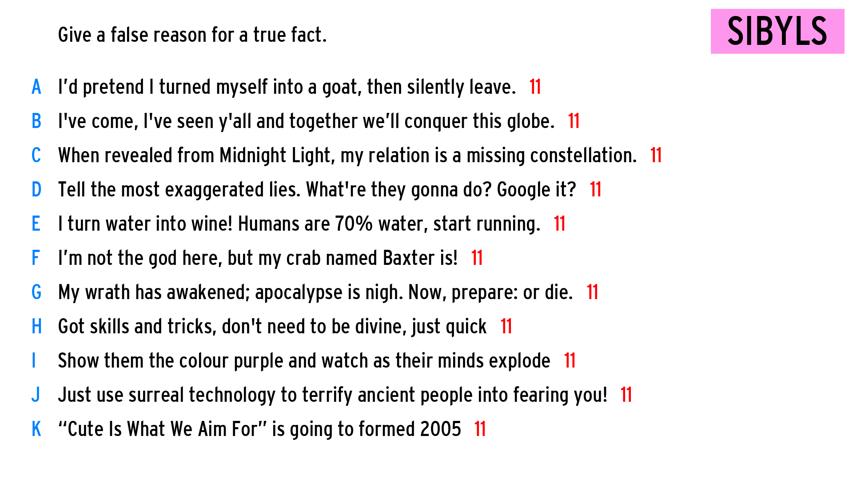 Give a false reason for a true fact.
SIBYLS
A I'd pretend I turned myself into a goat, then silently leave. 11
B I've come, I've seen y'all and together we'll conquer this globe. 11
C When revealed from Midnight Light, my relation is a missing constellation. 11
D Tell the most exaggerated lies. What're they gonna do? Google it? 11
E I turn water into wine! Humans are 70% water, start running. 11
F I'm not the god here, but my crab named Baxter is! 11
G My wrath has awakened; apocalypse is nigh. Now, prepare: or die. 11
H Got skills and tricks, don't need to be divine, just quick 11
I Show them the colour purple and watch as their minds explode 11
J Just use surreal technology to terrify ancient people into fearing you! 11
K “Cute Is What We Aim For” is going to formed 2005 11